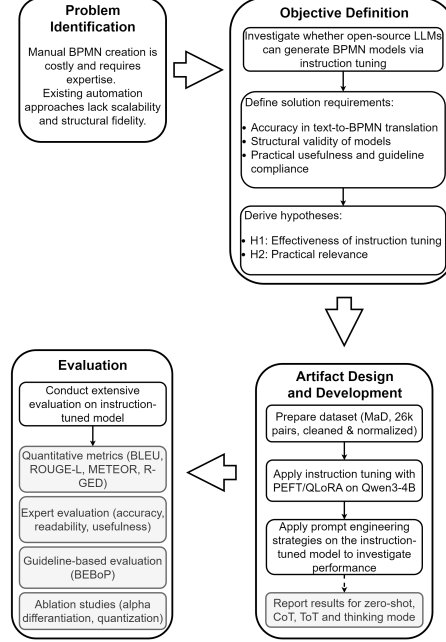 Problem
Identification
Manual BPMN creation is
costly and requires
expertise.
Existing automation
approaches lack scalability
and structural fidelity.
Objective Definition
Investigate whether open-source LLMs
can generate BPMN models via
instruction tuning
Define solution requirements:
• Accuracy in text-to-BPMN translation
• Structural validity of models
• Practical usefulness and guideline
compliance
Derive hypotheses:
• H1: Effectiveness of instruction tuning
• H2: Practical relevance
Artifact Design
and Development
Prepare dataset (MaD, 26k
pairs, cleaned & normalized)
Apply instruction tuning with
PEFT/QLoRA on Qwen3-4B
Apply prompt engineering
strategies on the instruction-
tuned model to investigate
performance
Report results for zero-shot,
CoT, ToT and thinking mode
Evaluation
Conduct extensive
evaluation on instruction-
tuned model
Quantitative metrics (BLEU,
ROUGE-L, METEOR, R-
GED)
Expert evaluation (accuracy,
readability, usefulness)
Guideline-based evaluation
(BEBoP)
Ablation studies (alpha
differantiation, quantization)